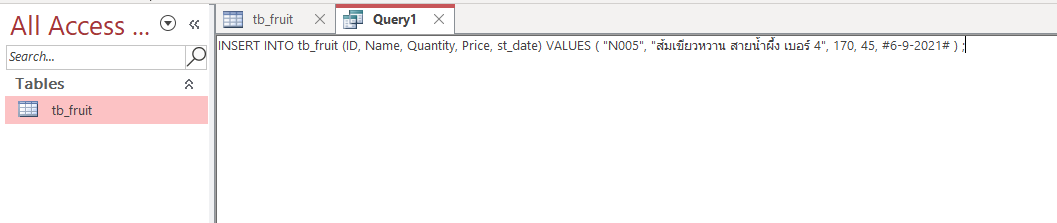 All Access ...
tb_fruit
Query1
Search...
INSERT INTO tb_fruit (ID, Name, Quantity, Price, st_date) VALUES ( "N005", "ส้มเขียวหวาน สายน้ำผึ้ง เบอร์ 4", 170, 45, #6-9-2021# ) ;
Tables
tb_fruit